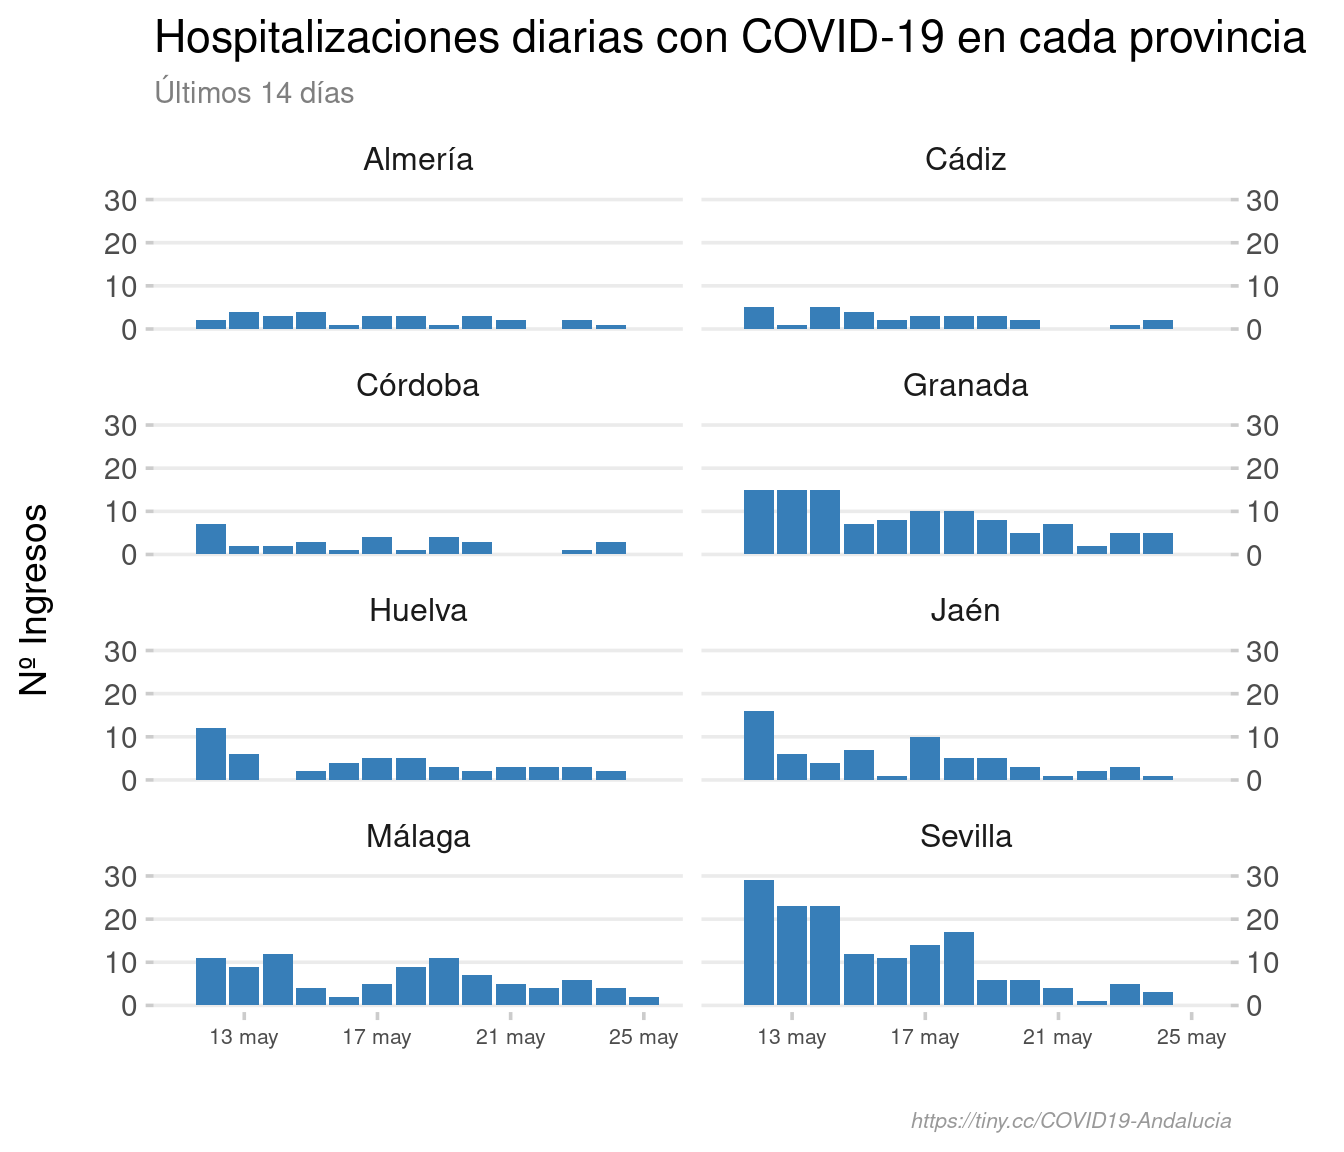 Hospitalizaciones diarias con COVID-19 en cada provincia
Últimos 14 días
Almería
Cádiz
30
20
10
0
30
20
10
0
Córdoba
Granada
30
20
10
0
30
20
10
0
Huelva
Jaén
30
20
10
0
30
20
10
0
Málaga
Sevilla
30
20
10
0
30
20
10
0
Nº Ingresos
13 may 17 may 21 may 25 may
13 may 17 may 21 may 25 may
https://tiny.cc/COVID19-Andalucia